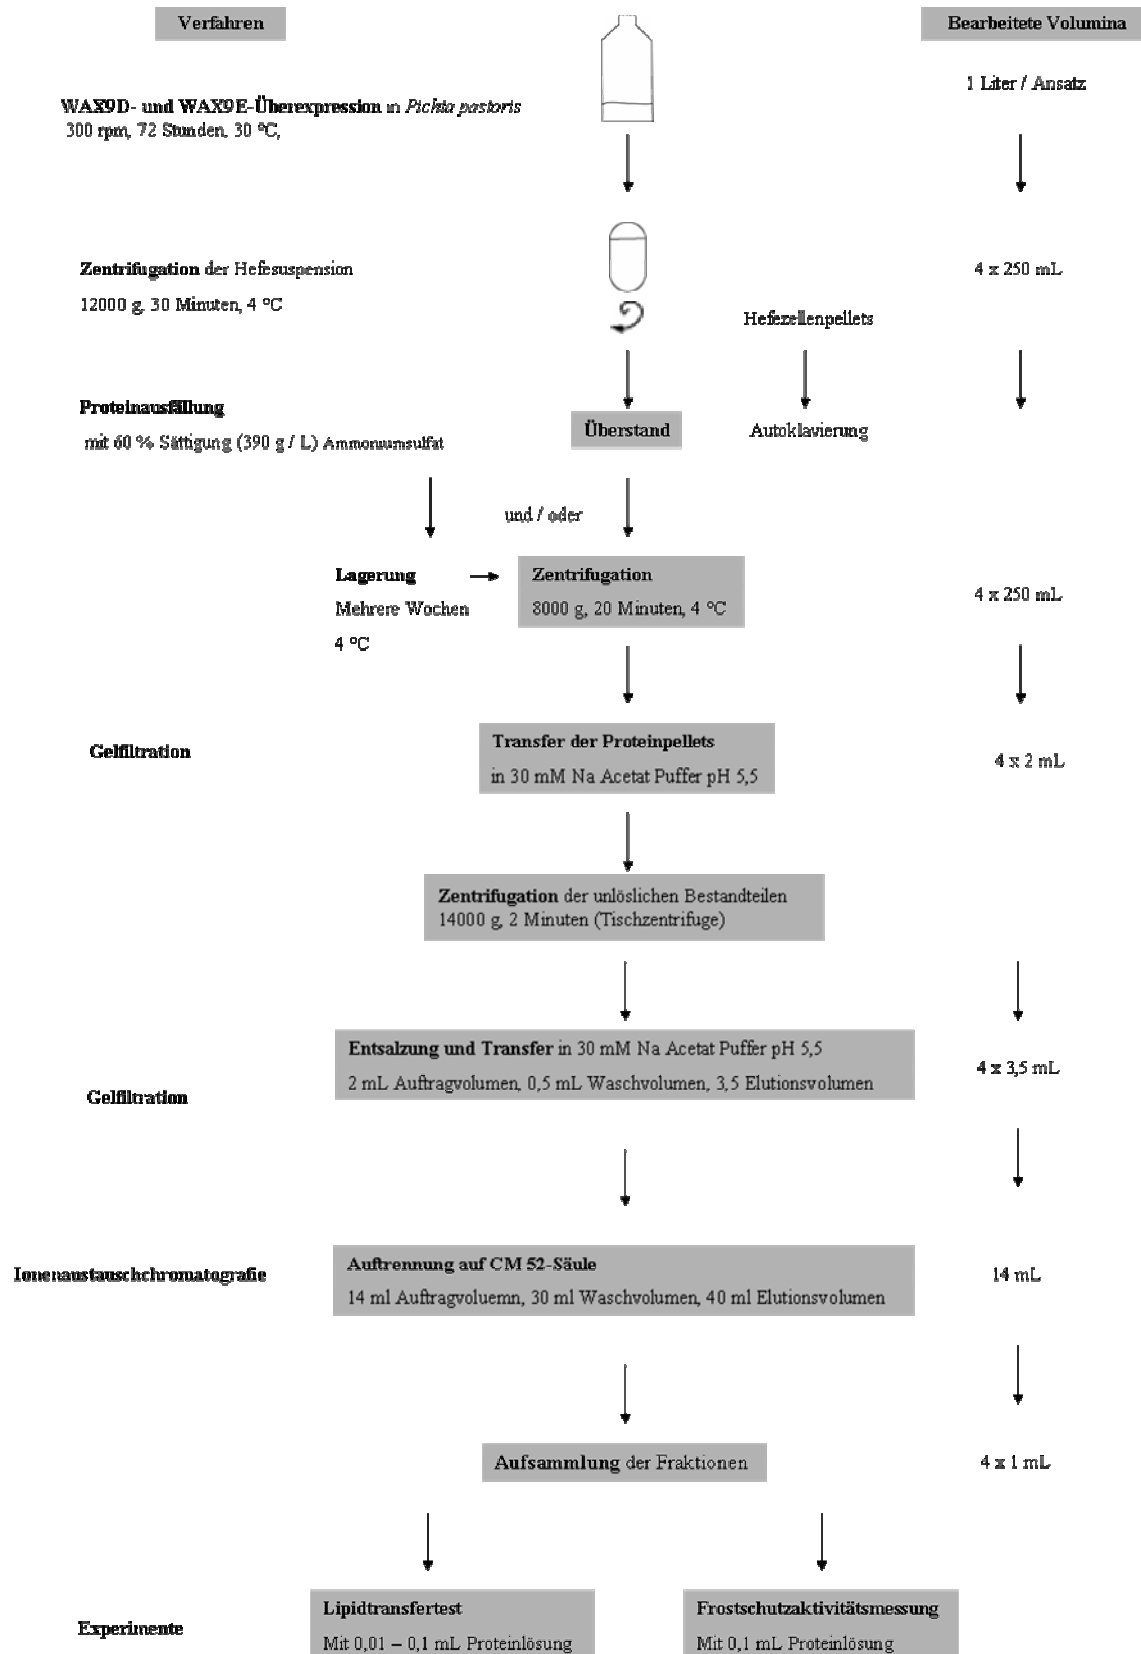 Verfahren
Bearbeitete Volumina
1 Liter / Ansatz
WAX9D- und WAX9E-Überexpression in Pichia pastoris
300 rpm, 72 Stunden, 30 °C,
Zentrifugation der Hefesuspension
4 x 250 mL
12000 g, 30 Minuten, 4 °C
Hefezellenpellets
Proteinausfällung
Überstand
Autoklavierung
mit 60 % Sättigung (390 g / L) Ammoniumsulfat
und / oder
Lagerung
Mehrere Wochen
4 °C
Zentrifugation
8000 g, 20 Minuten, 4 °C
4 x 250 mL
Gelfiltration
Transfer der Proteinpellets
in 30 mM Na Acetat Puffer pH 5,5
4 x 2 mL
Zentrifugation der unlöslichen Bestandteilen
14000 g, 2 Minuten (Tischzentrifuge)
Entsalzung und Transfer in 30 mM Na Acetat Puffer pH 5,5
2 mL Auftragvolumen, 0,5 mL Waschvolumen, 3,5 Elutionsvolumen
4 x 3,5 mL
Gelfiltration
Ionenaustauschchromatografie
Auftrennung auf CM 52-Säule
14 ml Auftragvoluemn, 30 ml Waschvolumen, 40 ml Elutionsvolumen
14 mL
Aufsammlung der Fraktionen
4 x 1 mL
Experimente
Lipidtransfertest
Mit 0,01 – 0,1 mL Proteinlösung
Frostschutzaktivitätsmessung
Mit 0,1 mL Proteinlösung